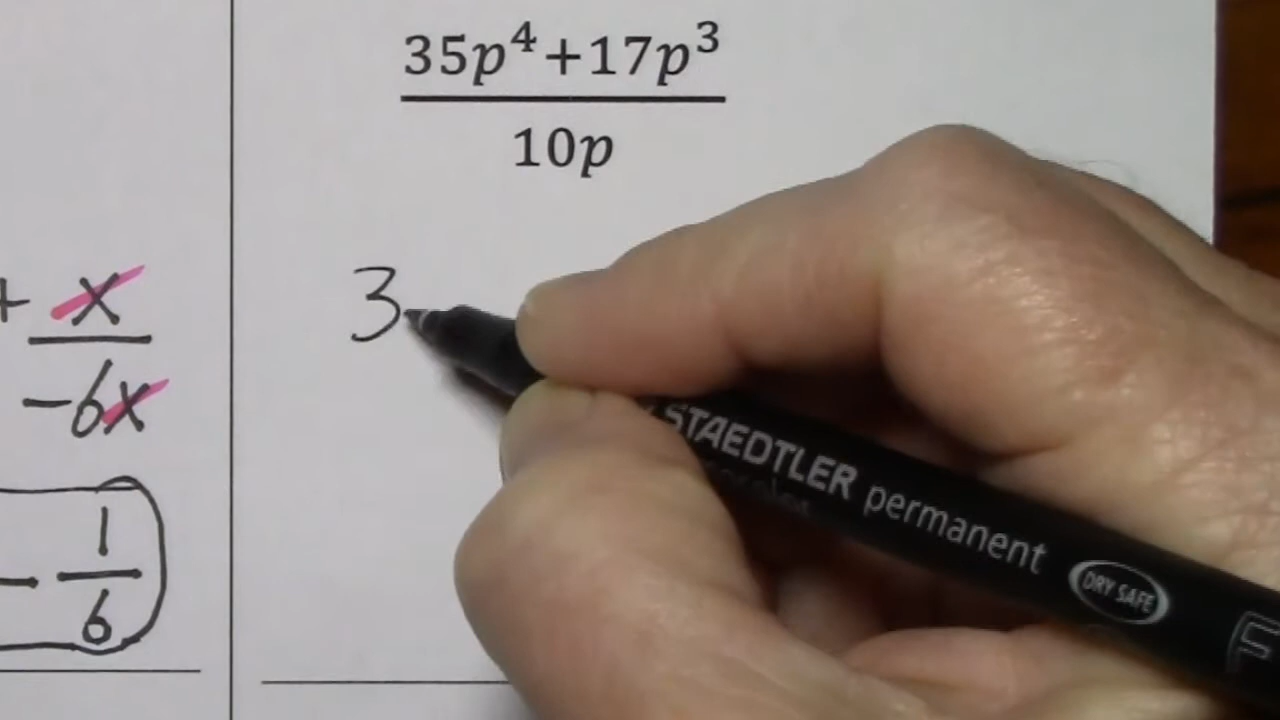 35p⁴+17p³
10p
3
+ x
-6x
- 1
6
STAEDTLER permanent
DRY SAFE